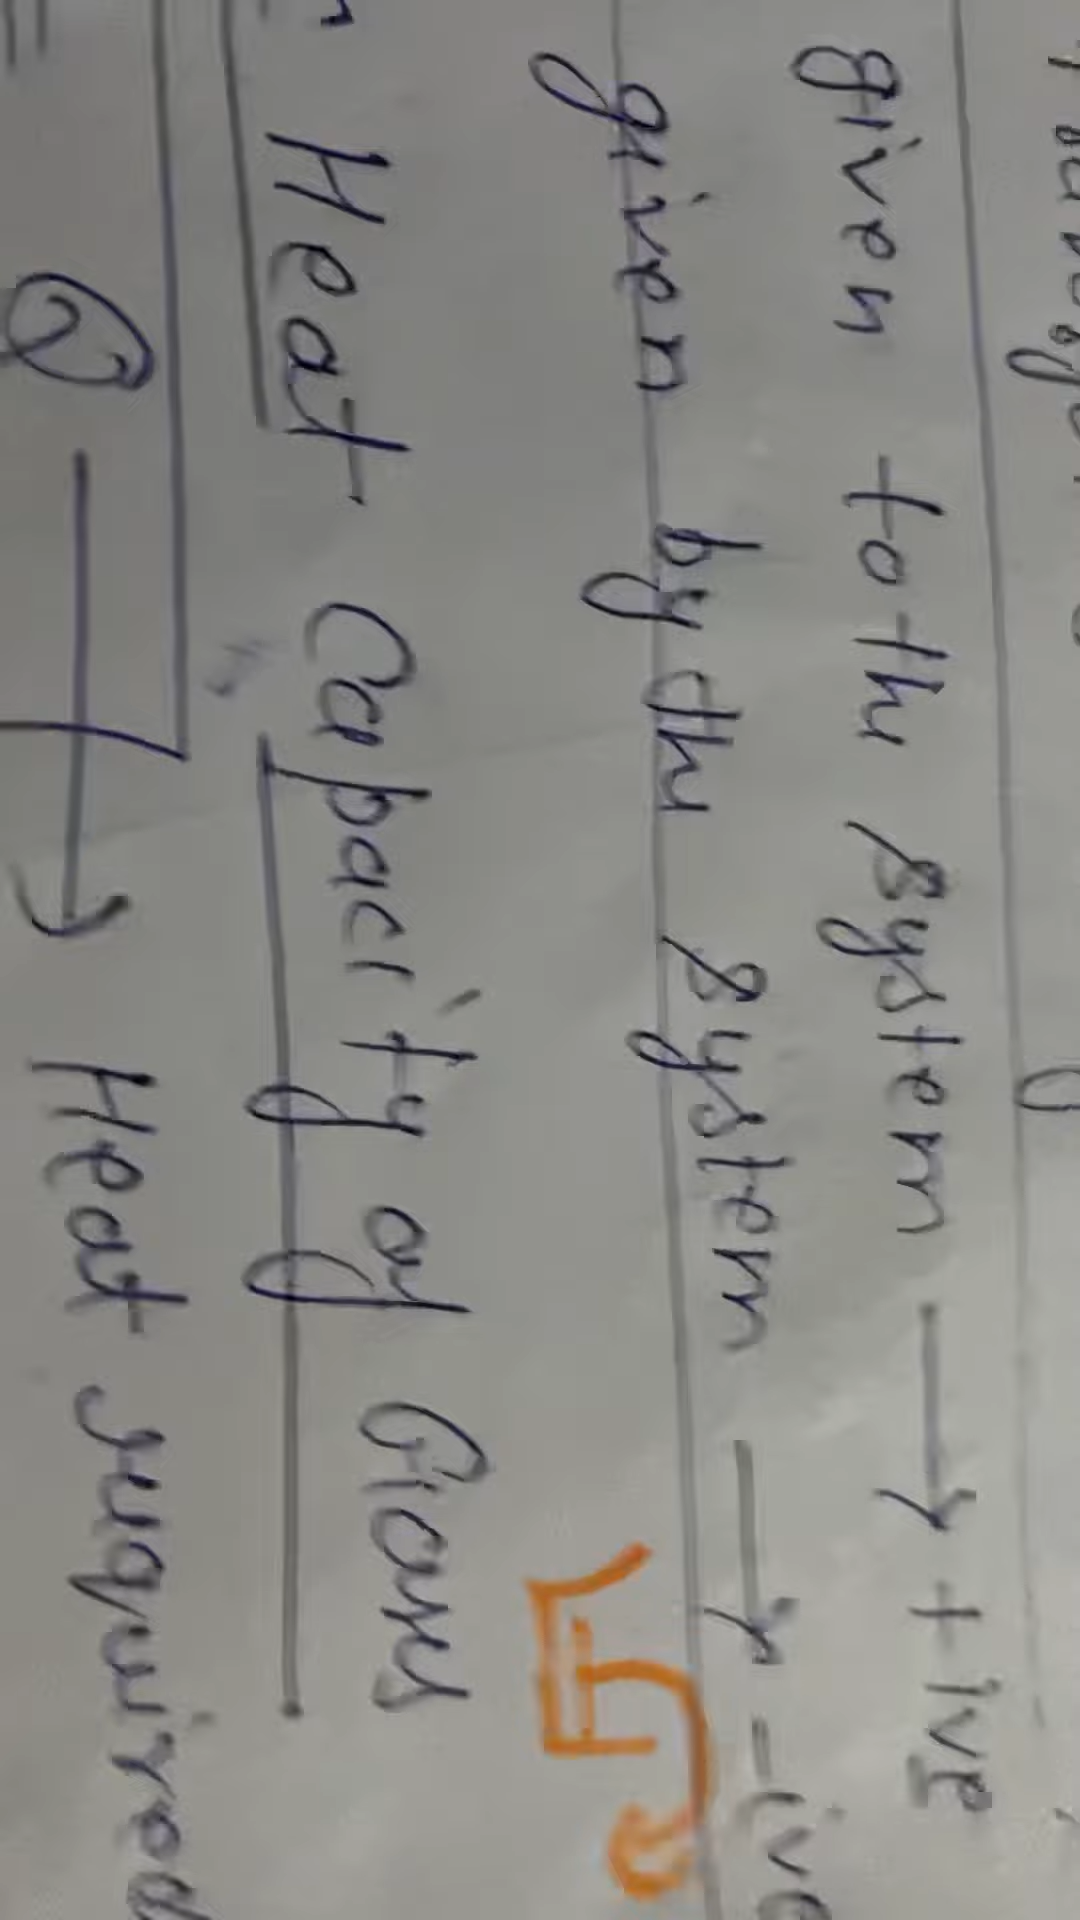 given to the system → +ive
given by the system → -ive
Heat Capacity of Gases
Q → Heat required